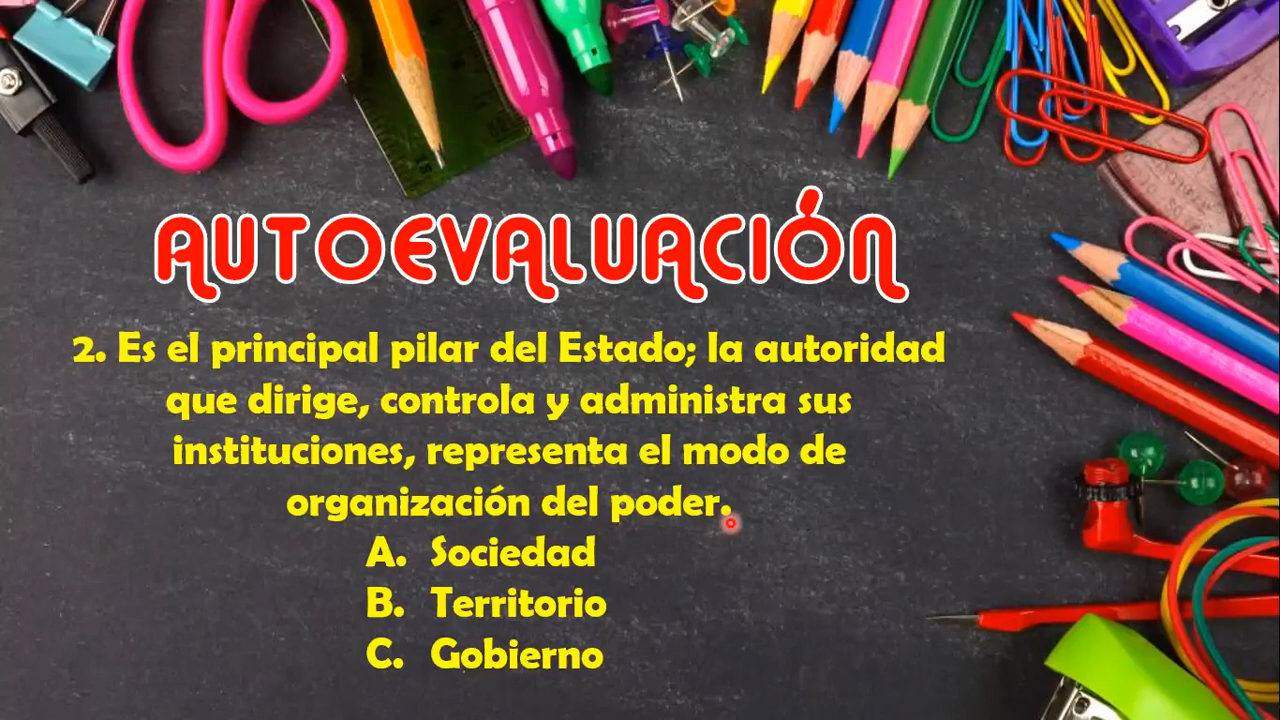 AUTOEVALUACIÓN
2. Es el principal pilar del Estado; la autoridad
que dirige, controla y administra sus
instituciones, representa el modo de
organización del poder.
A. Sociedad
B. Territorio
C. Gobierno